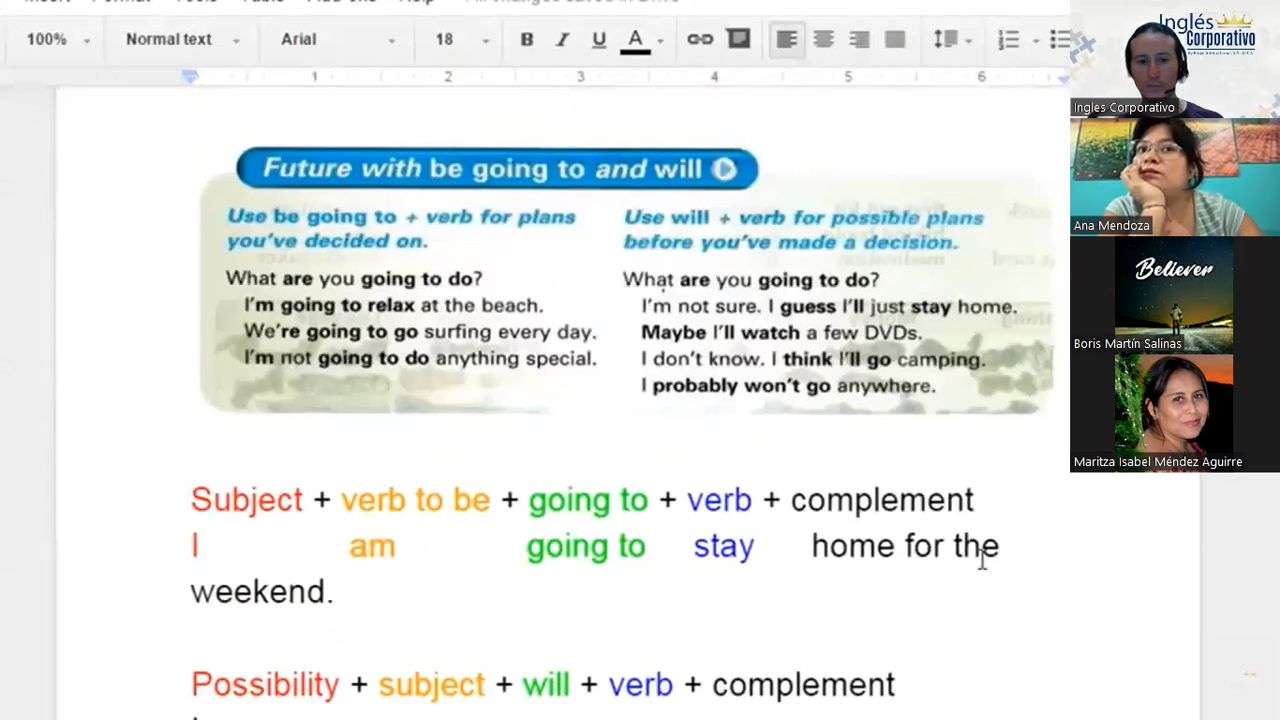 100%
Normal text
Arial
18
B I U A
1 2 3 4 5 6
Future with be going to and will
Use be going to + verb for plans
you've decided on.
What are you going to do?
I'm going to relax at the beach.
We're going to go surfing every day.
I'm not going to do anything special.
Use will + verb for possible plans
before you've made a decision.
What are you going to do?
I'm not sure. I guess I'll just stay home.
Maybe I'll watch a few DVDs.
I don't know. I think I'll go camping.
I probably won't go anywhere.
Subject + verb to be + going to + verb + complement
I am going to stay home for the
weekend.
Possibility + subject + will + verb + complement
Inglés
Corporativo
Ingles Corporativo
Ana Mendoza
Believer
Boris Martín Salinas
Maritza Isabel Méndez Aguirre